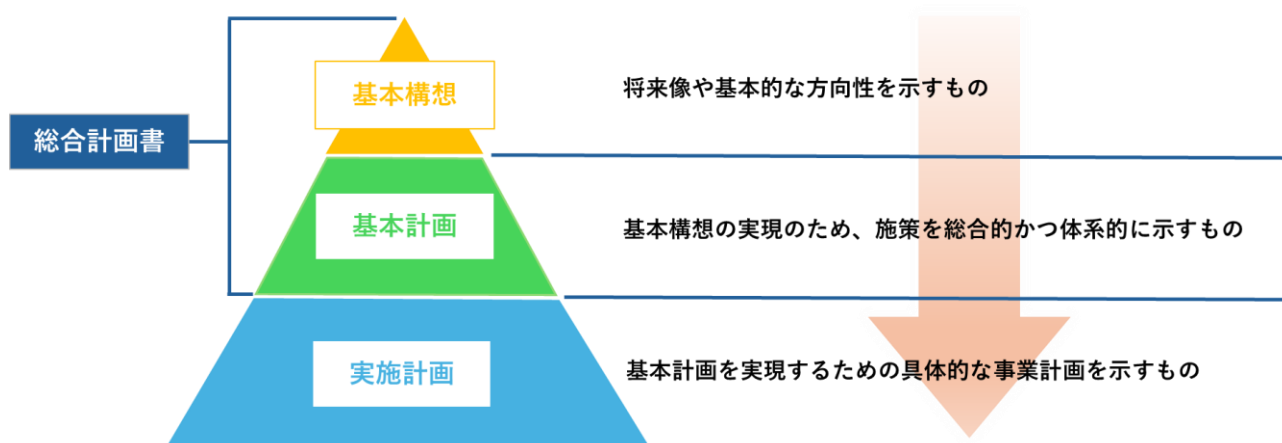 総合計画書
基本構想
将来像や基本的な方向性を示すもの
基本計画
基本構想の実現のため、施策を総合的かつ体系的に示すもの
実施計画
基本計画を実現するための具体的な事業計画を示すもの